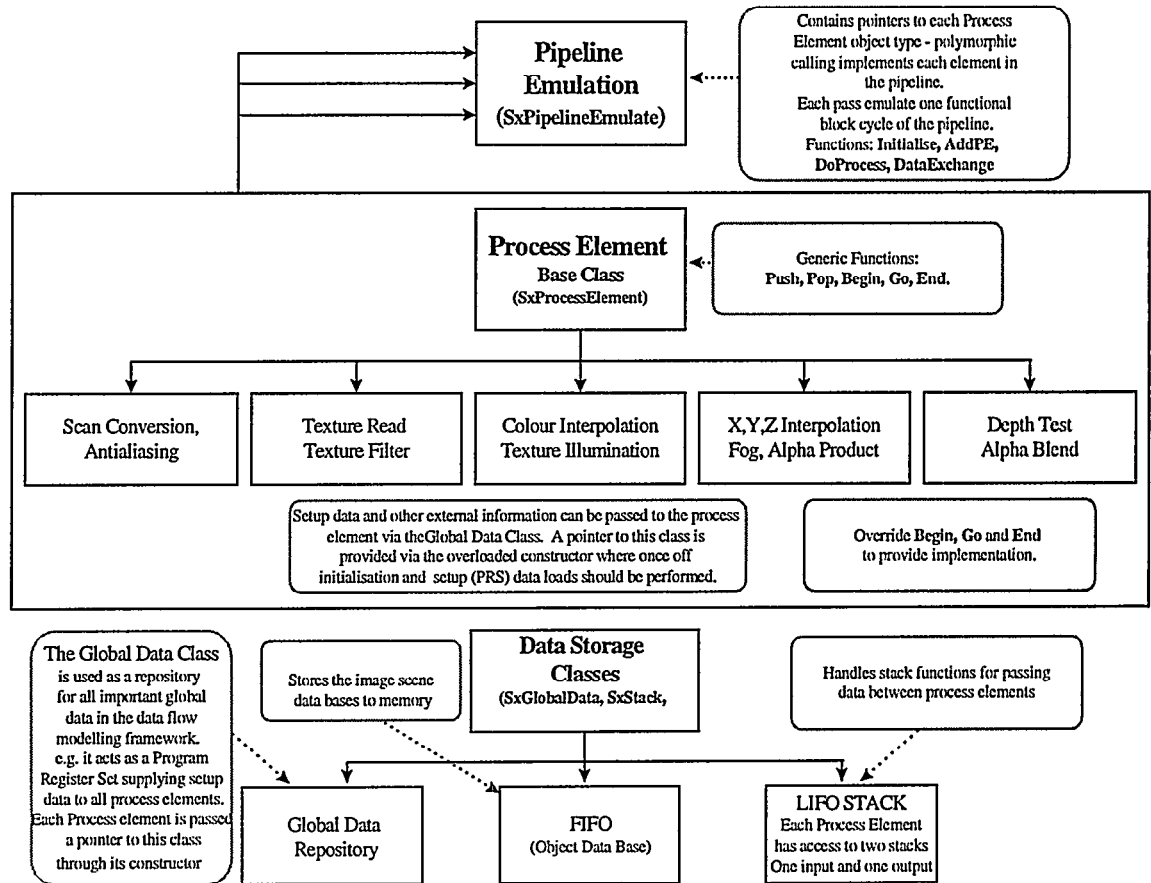 Pipeline
Emulation
(SxPipelineEmulate)
Contains pointers to each Process
Element object type - polymorphic
calling implements each element in
the pipeline.
Each pass emulate one functional
block cycle of the pipeline.
Functions: Initialise, AddPE,
DoProcess, DataExchange
Process Element
Base Class
(SxProcessElement)
Generic Functions:
Push, Pop, Begin, Go, End.
Scan Conversion,
Antialiasing
Texture Read
Texture Filter
Colour Interpolation
Texture Illumination
X,Y,Z Interpolation
Fog, Alpha Product
Depth Test
Alpha Blend
Setup data and other external information can be passed to the process
element via theGlobal Data Class. A pointer to this class is
provided via the overloaded constructor where once off
initialisation and setup (PRS) data loads should be performed.
Override Begin, Go and End
to provide implementation.
The Global Data Class
is used as a repository
for all important global
data in the data flow
modelling framework.
e.g. it acts as a Program
Register Set supplying setup
data to all process elements.
Each Process element is passed
a pointer to this class
through its constructor
Stores the image scene
data bases to memory
Data Storage
Classes
(SxGlobalData, SxStack,
Handles stack functions for passing
data between process elements
Global Data
Repository
FIFO
(Object Data Base)
LIFO STACK
Each Process Element
has access to two stacks
One input and one output